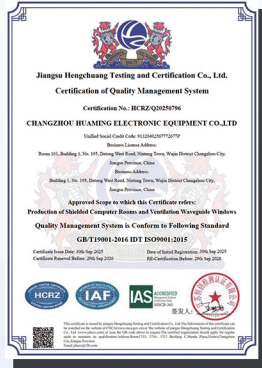 Jiangsu Hengchuang Testing and Certification Co., Ltd.
Certification of Quality Management System
Certification No.: HCRZ/Q20250796
CHANGZHOU HUAMING ELECTRONIC EQUIPMENT CO.,LTD
Unified Social Credit Code:
Business License Address:
Room 101, Building 1, No. 105, Datong West Road, Niutang Town, Wujin District Changzhou City,
Jiangsu Province, China
Business Address:
Building 1, No. 105, Datong West Road, Niutang Town, Wujin District Changzhou City,
Jiangsu Province, China
Approved Scope to which this Certificate refers:
Production of Shielded Computer Rooms and Ventilation Waveguide Windows
Quality Management System is Conform to Following Standard
GB/T19001-2016 IDT ISO9001:2015
Certificate Issue Date: 30th Sep 2025 Date of Initial Registration: 30th Sep 2025
Certificate Renewal Before: 29th Sep 2026 RE-Certification Before: 29th Sep 2028
HCRZ
IAF
IAS
ACCREDITED
签发人: